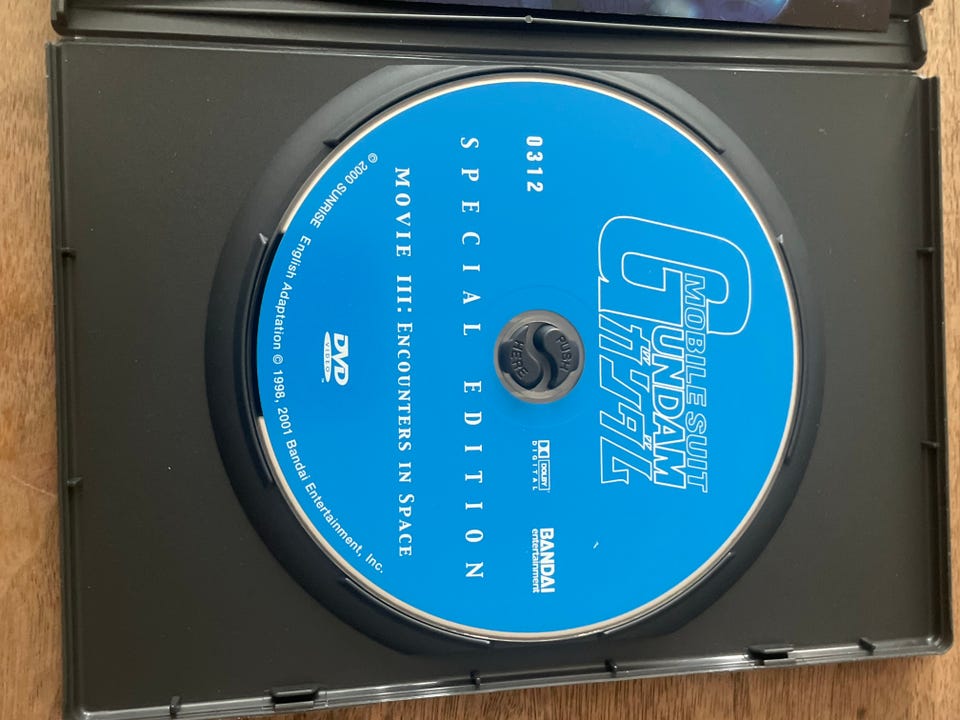 MOBILE SUIT
GUNDAM
ガンダム
0312
PUSH
HERE
DOLBY
DIGITAL
BANDAI
entertainment
SPECIAL EDITION
MOVIE III: ENCOUNTERS IN SPACE
DVD
VIDEO
© 2000 SUNRISE English Adaptation © 1998, 2001 Bandai Entertainment, Inc.